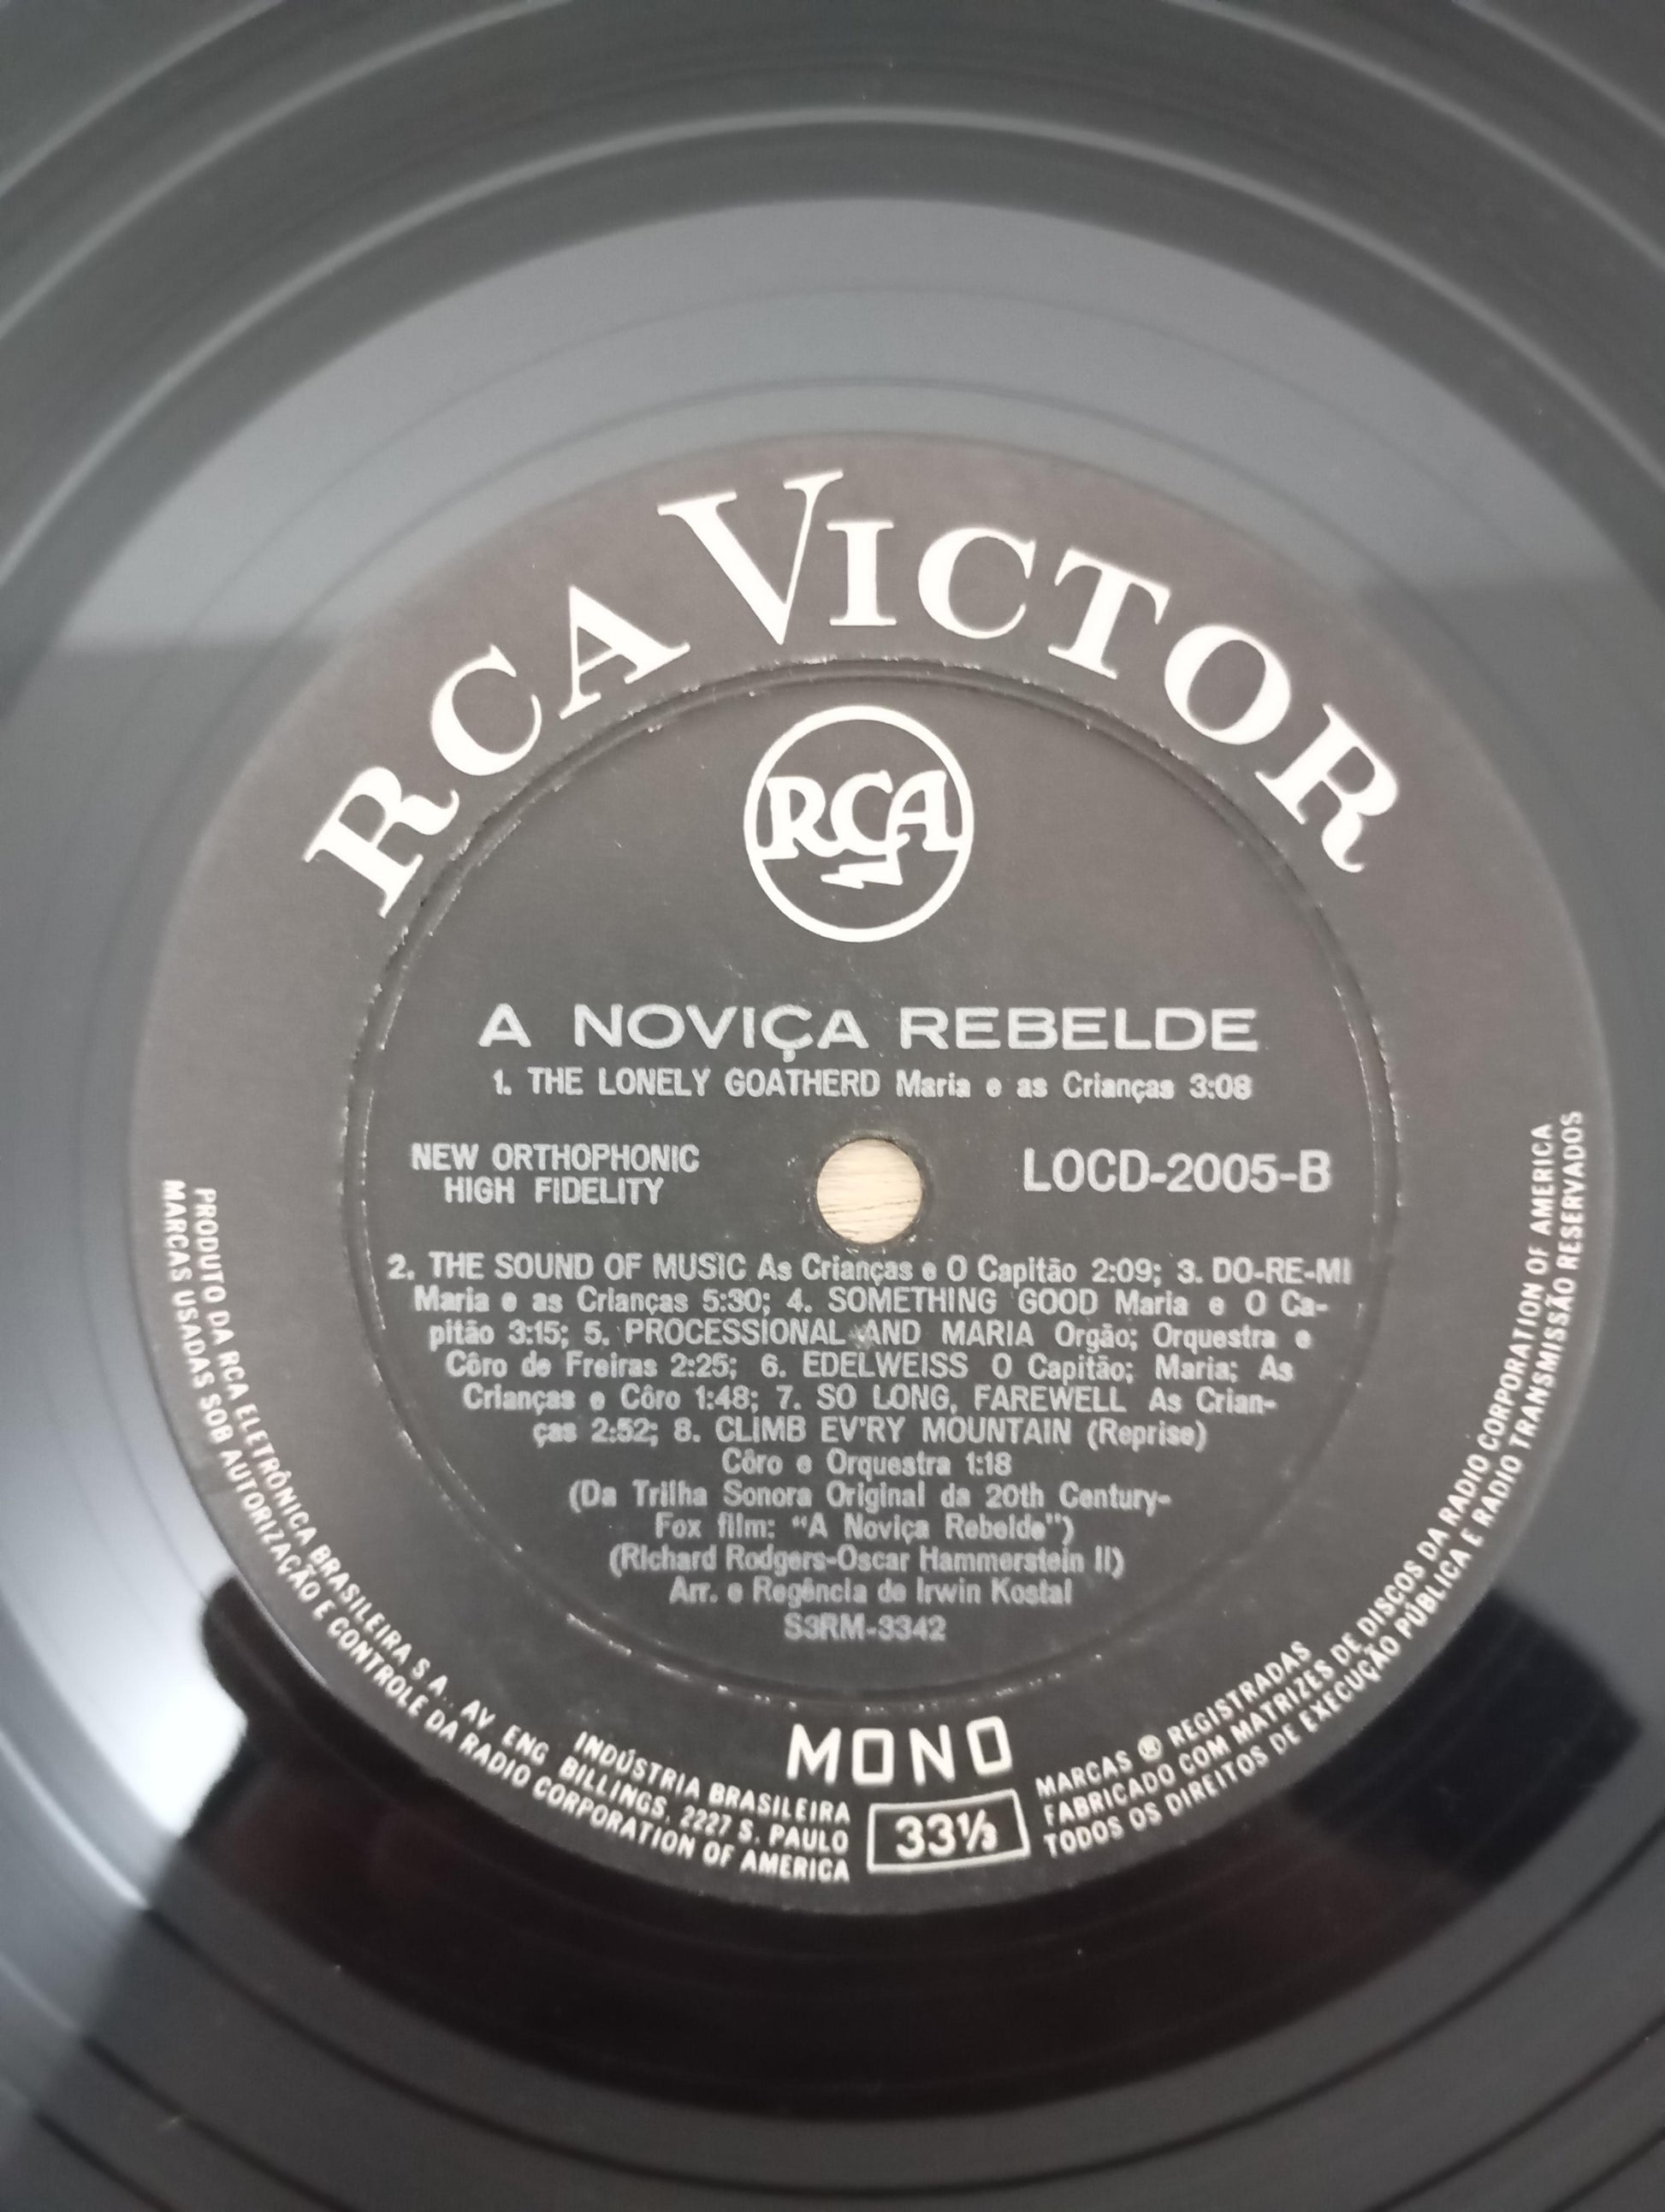 RCA VICTOR
RCA
A NOVIÇA REBELDE
1. THE LONELY GOATHERD Maria e as Crianças 3:08
NEW ORTHOPHONIC
HIGH FIDELITY
LOCD-2005-B
2. THE SOUND OF MUSIC As Crianças e O Capitão 2:09; 3. DO-RE-MI
Maria e as Crianças 5:30; 4. SOMETHING GOOD Maria e O Ca-
pitão 3:15; 5. PROCESSIONAL AND MARIA Orgão; Orquestra e
Côro de Freiras 2:25; 6. EDELWEISS O Capitão; Maria; As
Crianças e Côro 1:48; 7. SO LONG, FAREWELL As Crian-
ças 2:52; 8. CLIMB EV'RY MOUNTAIN (Reprise)
Côro e Orquestra 1:18
(Da Trilha Sonora Original da 20th Century-
Fox film: “A Noviça Rebelde”)
(Richard Rodgers-Oscar Hammerstein II)
Arr. e Regência de Irwin Kostal
S3RM-3342
MONO
33⅓
INDÚSTRIA BRASILEIRA
PRODUTO DA RCA ELETRÔNICA BRASILEIRA S.A., AV. ENG. BILLINGS, 2227 S. PAULO
MARCAS USADAS SOB AUTORIZAÇÃO E CONTROLE DA RADIO CORPORATION OF AMERICA
MARCAS ® REGISTRADAS
FABRICADO COM MATRIZES DE DISCOS DA RADIO CORPORATION OF AMERICA
TODOS OS DIREITOS DE EXECUÇÃO PÚBLICA E RADIO TRANSMISSÃO RESERVADOS